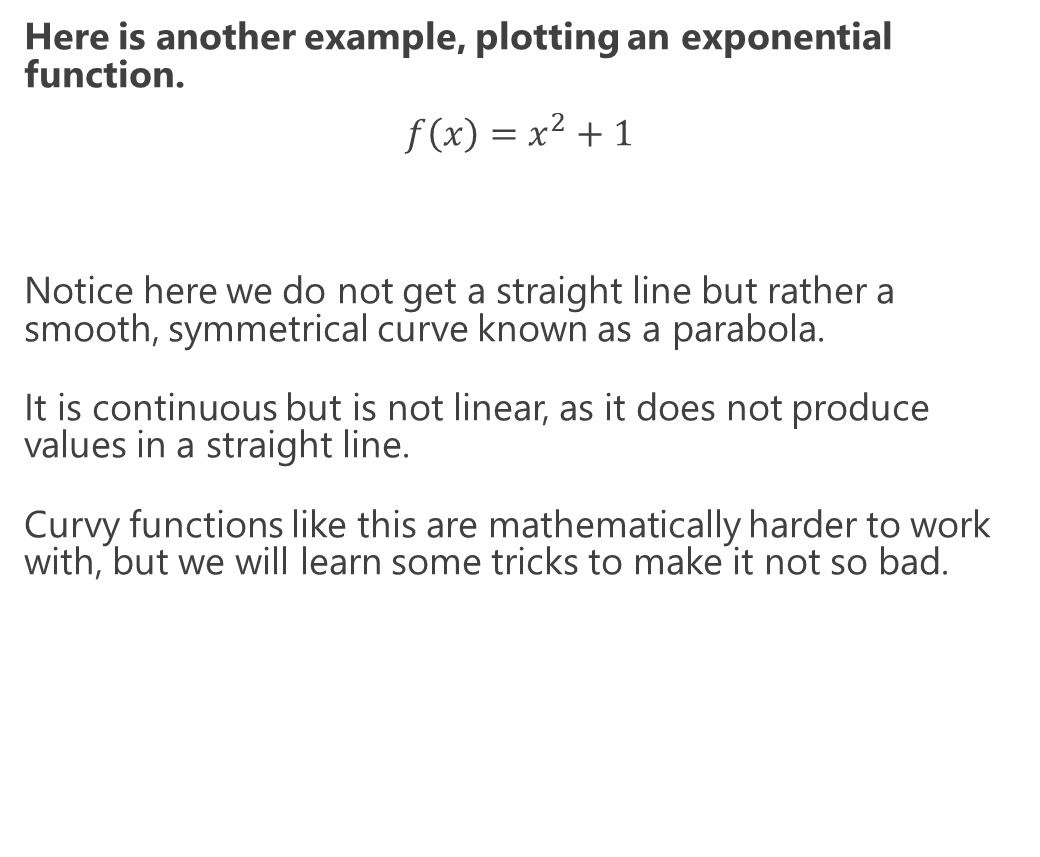 Here is another example, plotting an exponential
function.
f(x) = x² + 1
Notice here we do not get a straight line but rather a
smooth, symmetrical curve known as a parabola.
It is continuous but is not linear, as it does not produce
values in a straight line.
Curvy functions like this are mathematically harder to work
with, but we will learn some tricks to make it not so bad.